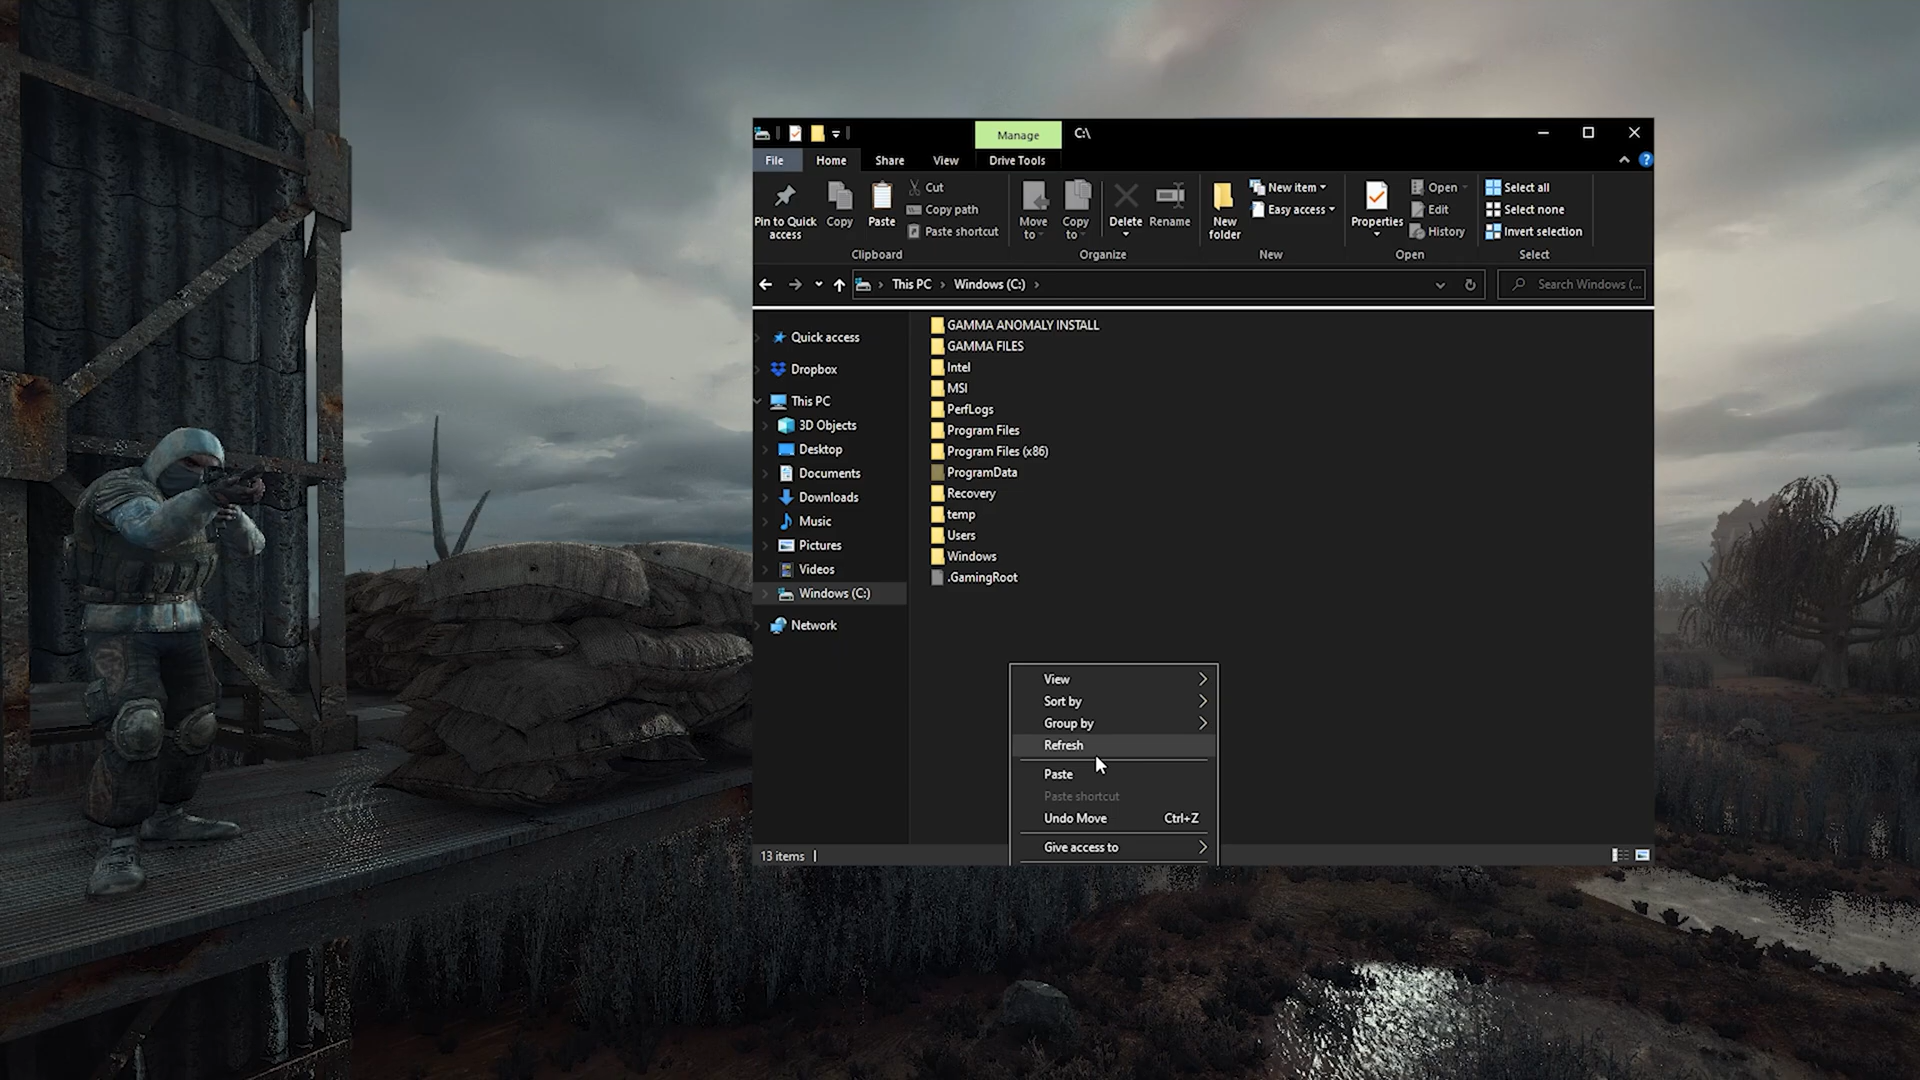 Manage
C:\
File
Home
Share
View
Drive Tools
Pin to Quick access
Copy
Paste
Cut
Copy path
Paste shortcut
Clipboard
Move to
Copy to
Delete
Rename
Organize
New folder
New item
Easy access
New
Properties
Open
Edit
History
Open
Select all
Select none
Invert selection
Select
This PC
Windows (C:)
Search Windows (...
Quick access
Dropbox
This PC
3D Objects
Desktop
Documents
Downloads
Music
Pictures
Videos
Windows (C:)
Network
GAMMA ANOMALY INSTALL
GAMMA FILES
Intel
MSI
PerfLogs
Program Files
Program Files (x86)
ProgramData
Recovery
temp
Users
Windows
.GamingRoot
View
Sort by
Group by
Refresh
Paste
Paste shortcut
Undo Move Ctrl+Z
Give access to
13 items